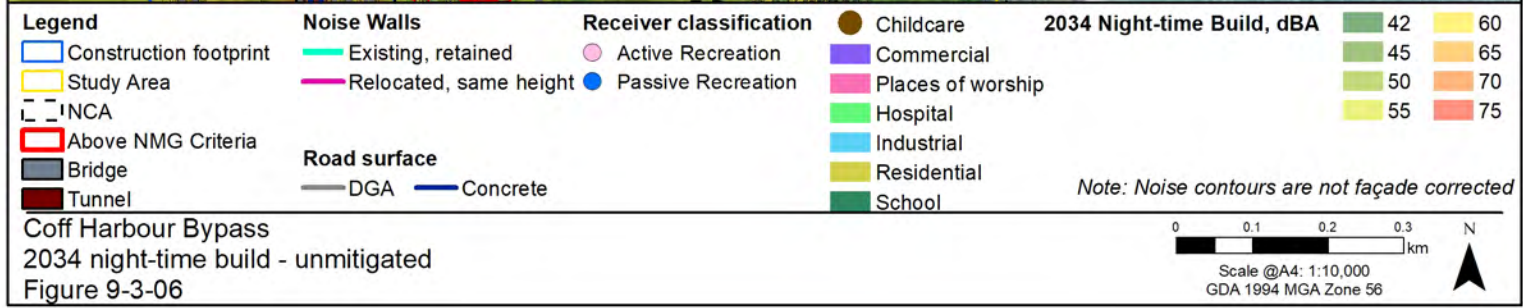 Legend
Construction footprint
Study Area
NCA
Above NMG Criteria
Bridge
Tunnel
Noise Walls
Existing, retained
Relocated, same height
Road surface
DGA Concrete
Receiver classification
Active Recreation
Passive Recreation
Childcare
Commercial
Places of worship
Hospital
Industrial
Residential
School
2034 Night-time Build, dBA
42 60
45 65
50 70
55 75
Note: Noise contours are not façade corrected
Coff Harbour Bypass
2034 night-time build - unmitigated
Figure 9-3-06
0 0.1 0.2 0.3
km
Scale @A4: 1:10,000
GDA 1994 MGA Zone 56
N